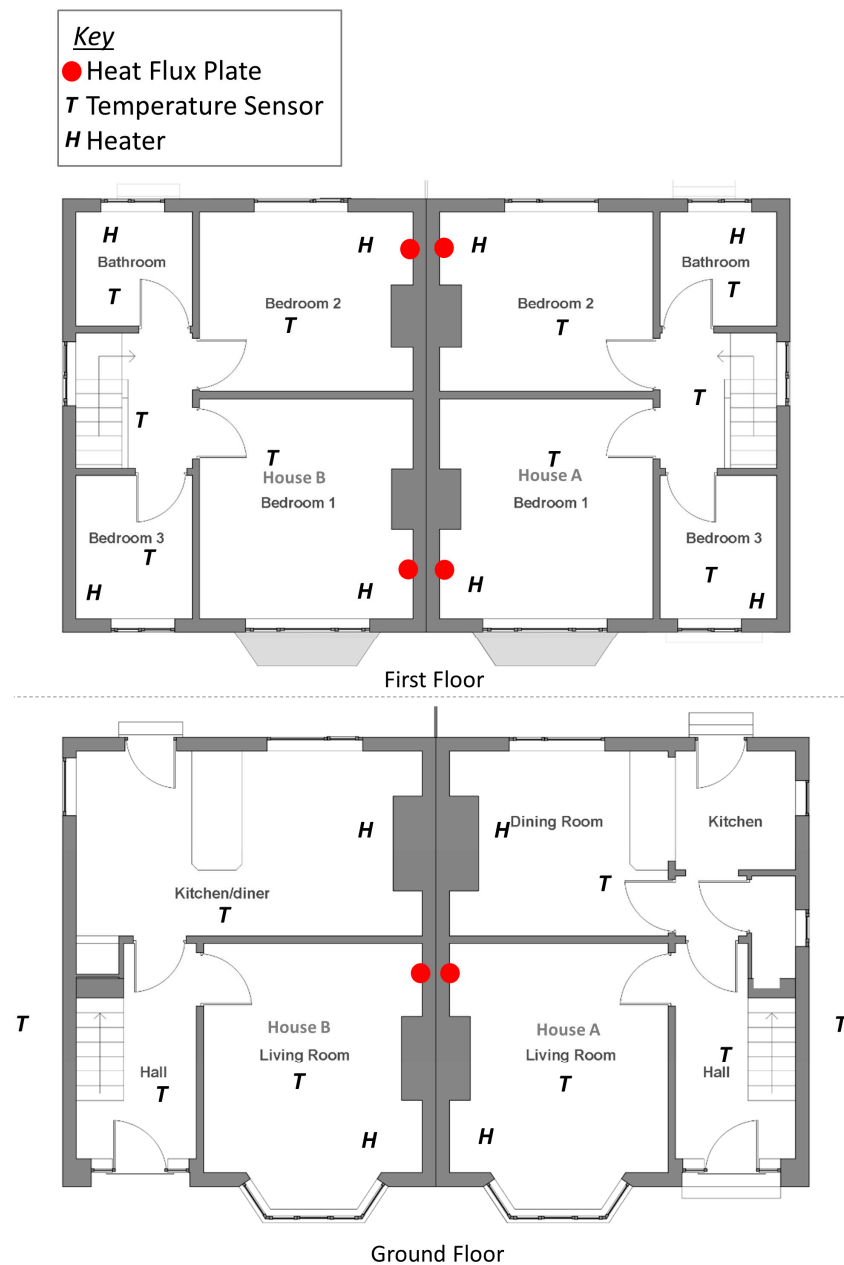 Key
Heat Flux Plate
T Temperature Sensor
H Heater
H H H H
Bathroom Bathroom
T T
Bedroom 2 Bedroom 2
T T
T T
T T
House B House A
Bedroom 1 Bedroom 1
Bedroom 3 Bedroom 3
T T
H H H H
First Floor
H H Dining Room Kitchen
Kitchen/diner T
T
T House B House A T
Living Room Living Room T
Hall Hall
T T T
H H
Ground Floor